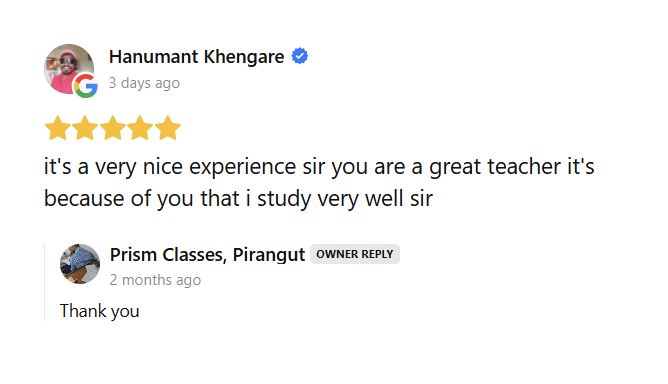 Hanumant Khengare
3 days ago
it's a very nice experience sir you are a great teacher it's
because of you that i study very well sir
Prism Classes, Pirangut OWNER REPLY
2 months ago
Thank you